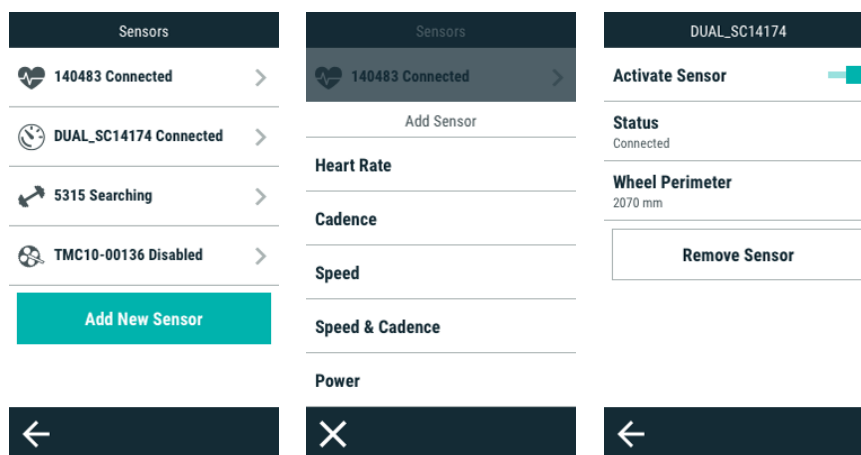 Sensors
140483 Connected
DUAL_SC14174 Connected
5315 Searching
TMC10-00136 Disabled
Add New Sensor
Sensors
140483 Connected
Add Sensor
Heart Rate
Cadence
Speed
Speed & Cadence
Power
DUAL_SC14174
Activate Sensor
Status
Connected
Wheel Perimeter
2070 mm
Remove Sensor